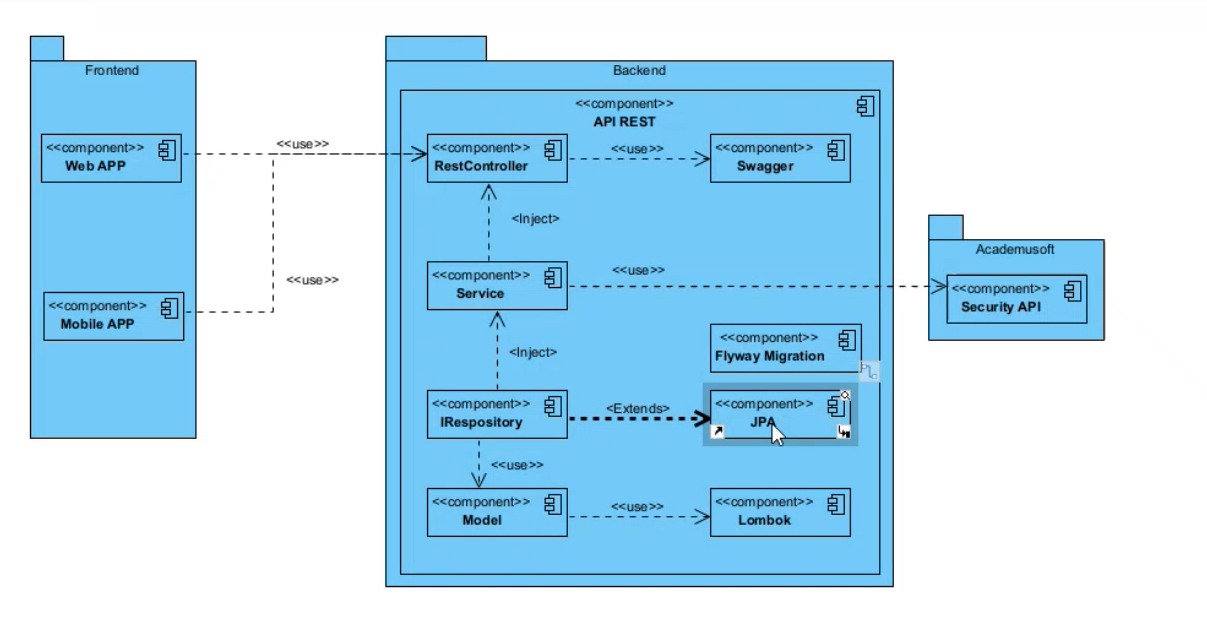 Frontend
<<component>>
Web APP
<<component>>
Mobile APP
<<use>>
<<use>>
Backend
<<component>>
API REST
<<component>>
RestController
<<use>>
<<component>>
Swagger
<Inject>
<<component>>
Service
<<use>>
<Inject>
<<component>>
Flyway Migration
<<component>>
IRespository
<Extends>
<<component>>
JPA
<<use>>
<<component>>
Model
<<use>>
<<component>>
Lombok
Academusoft
<<component>>
Security API